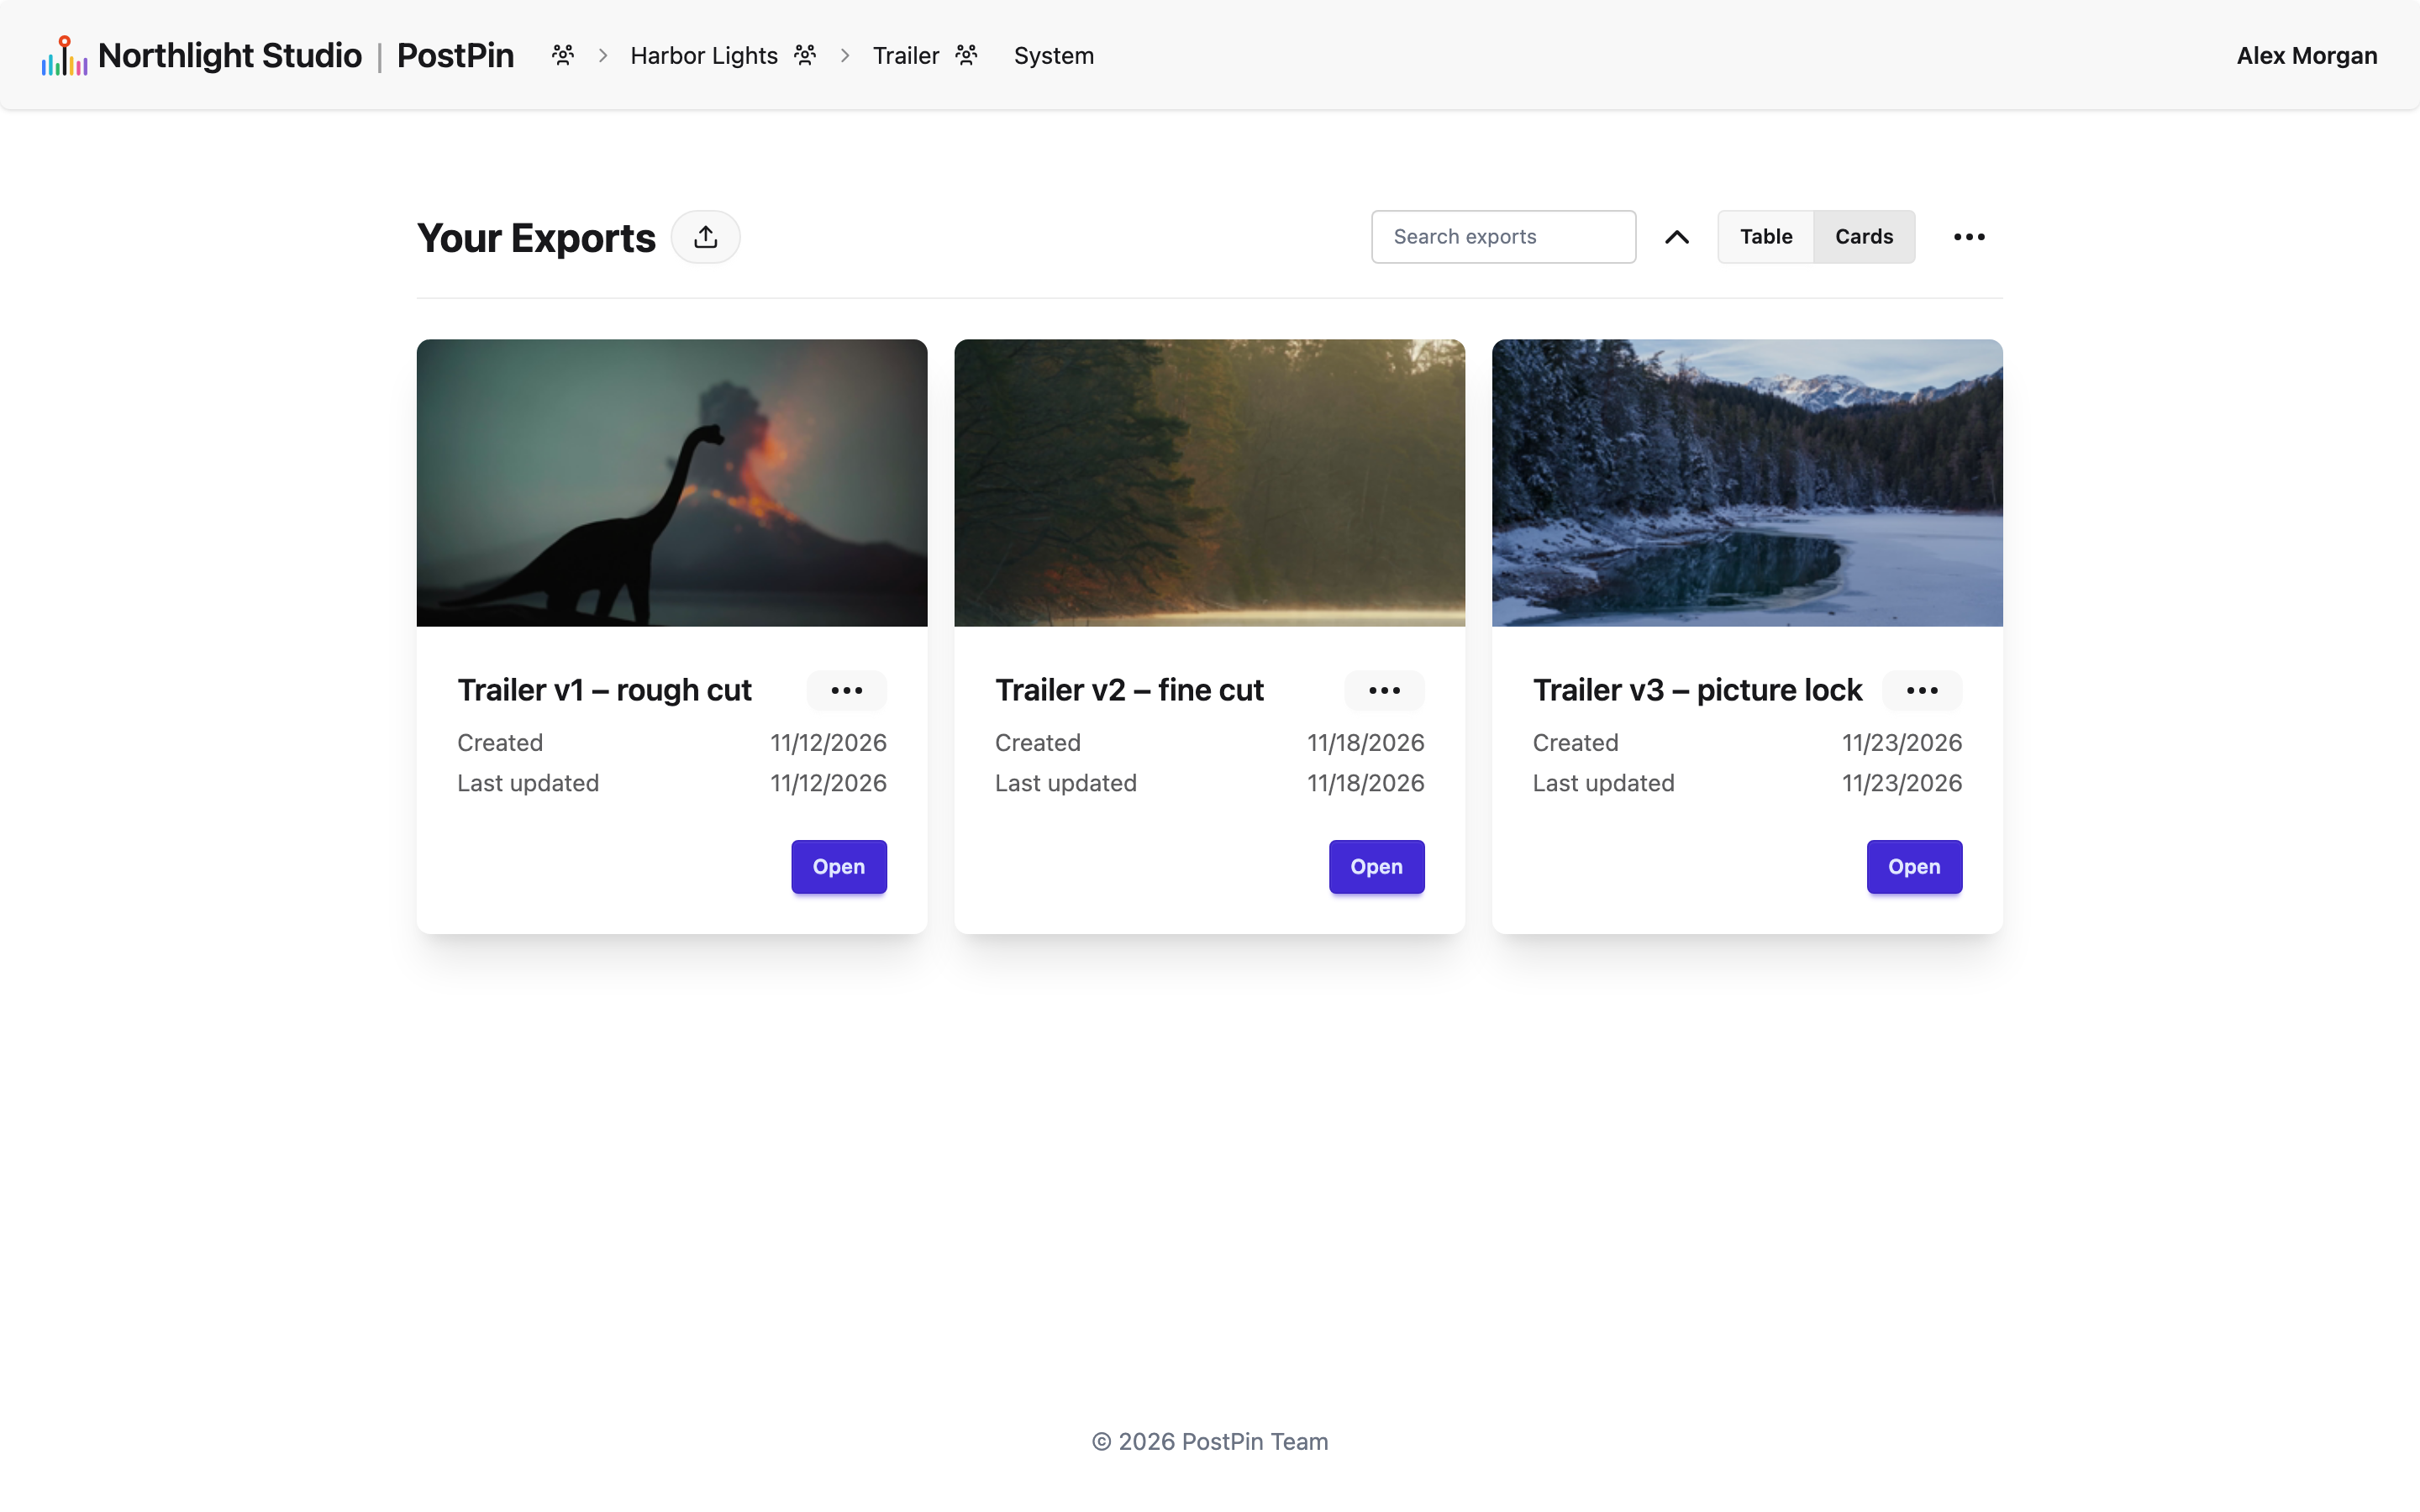 Northlight Studio | PostPin Harbor Lights Trailer System Alex Morgan
Your Exports Search exports Table Cards
Trailer v1 – rough cut
Created 11/12/2026
Last updated 11/12/2026
Open
Trailer v2 – fine cut
Created 11/18/2026
Last updated 11/18/2026
Open
Trailer v3 – picture lock
Created 11/23/2026
Last updated 11/23/2026
Open
© 2026 PostPin Team